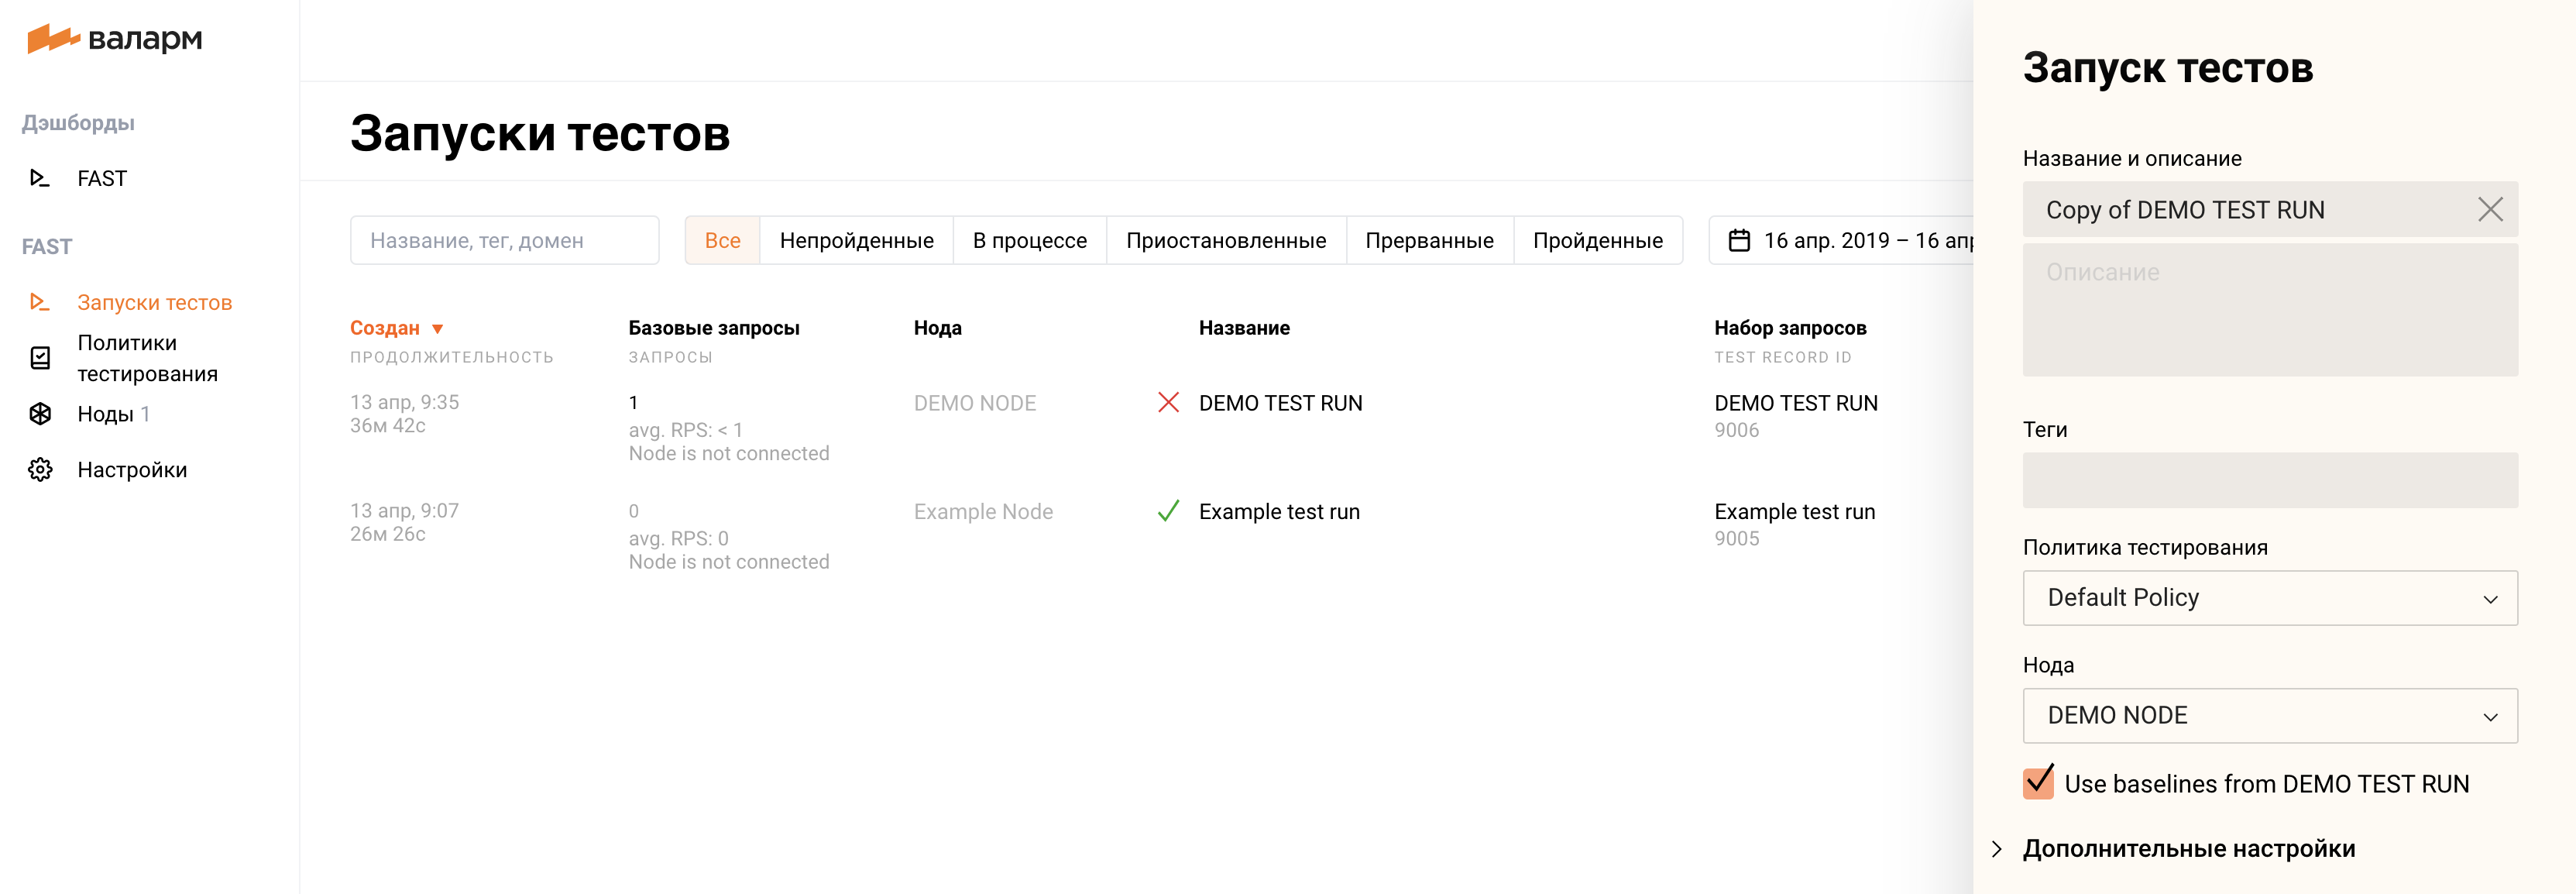 валарм
Дэшборды
FAST
FAST
Запуски тестов
Политики
тестирования
Ноды 1
Настройки
Запуски тестов
Название, тег, домен
Все
Непройденные
В процессе
Приостановленные
Прерванные
Пройденные
16 апр. 2019 – 16 апр
Создан
Базовые запросы
Нода
Название
Набор запросов
ПРОДОЛЖИТЕЛЬНОСТЬ
ЗАПРОСЫ
TEST RECORD ID
13 апр, 9:35
36м 42с
1
avg. RPS: < 1
Node is not connected
DEMO NODE
DEMO TEST RUN
DEMO TEST RUN
9006
13 апр, 9:07
26м 26с
0
avg. RPS: 0
Node is not connected
Example Node
Example test run
Example test run
9005
Запуск тестов
Название и описание
Copy of DEMO TEST RUN
Описание
Теги
Политика тестирования
Default Policy
Нода
DEMO NODE
Use baselines from DEMO TEST RUN
Дополнительные настройки